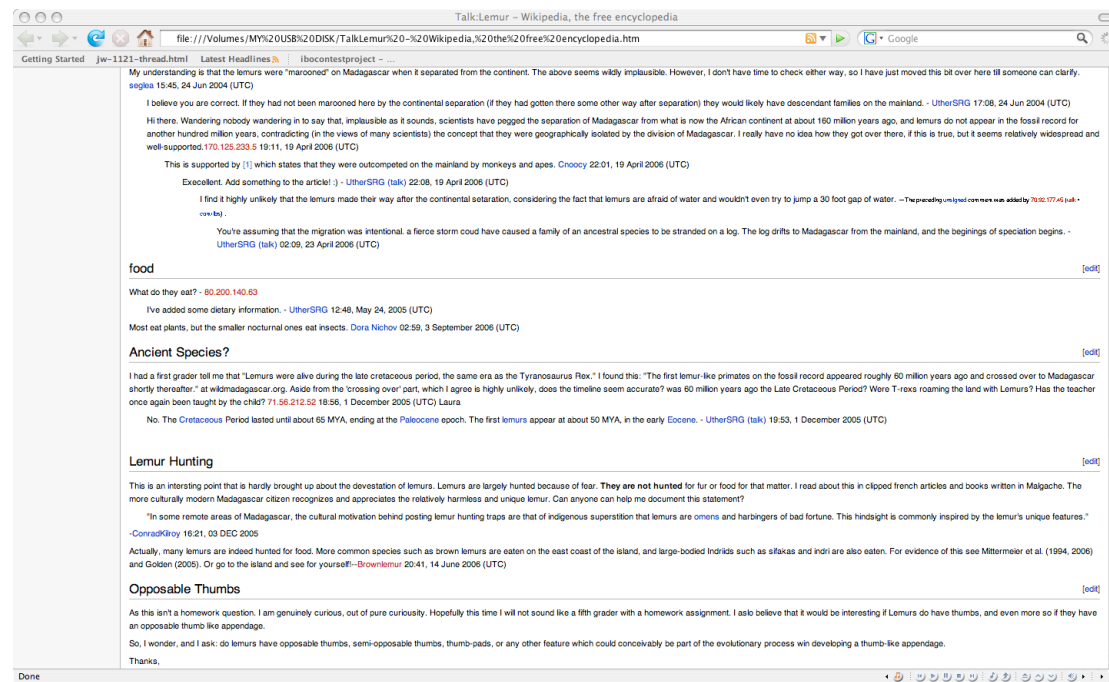 Talk:Lemur – Wikipedia, the free encyclopedia
file:///Volumes/MY%20USB%20DISK/TalkLemur%20-%20Wikipedia,%20the%20free%20encyclopedia.htm
Google
Getting Started jw-1121-thread.html Latest Headlines ibocontestproject – ...
My understanding is that the lemurs were "marooned" on Madagascar when it separated from the continent. The above seems wildly implausible. However, I don't have time to check either way, so I have just moved this bit over here till someone can clarify.
seglea 15:45, 24 Jun 2004 (UTC)
I believe you are correct. If they had not been marooned here by the continental separation (if they had gotten there some other way after separation) they would likely have descendant families on the mainland. - UtherSRG 17:08, 24 Jun 2004 (UTC)
Hi there. Wandering nobody wandering in to say that, implausible as it sounds, scientists have pegged the separation of Madagascar from what is now the African continent at about 160 million years ago, and lemurs do not appear in the fossil record for
another hundred million years, contradicting (in the views of many scientists) the concept that they were geographically isolated by the division of Madagascar. I really have no idea how they got over there, if this is true, but it seems relatively widespread and
well-supported.170.125.233.5 19:11, 19 April 2006 (UTC)
This is supported by [1] which states that they were outcompeted on the mainland by monkeys and apes. Cnoocy 22:01, 19 April 2006 (UTC)
Execellent. Add something to the article! :) - UtherSRG (talk) 22:08, 19 April 2006 (UTC)
I find it highly unlikely that the lemurs made their way after the continental setaration, considering the fact that lemurs are afraid of water and wouldn't even try to jump a 30 foot gap of water. —The preceding unsigned comment was added by 70.92.177.45 (talk •
contribs) .
You're assuming that the migration was intentional. a fierce storm coud have caused a family of an ancestral species to be stranded on a log. The log drifts to Madagascar from the mainland, and the beginings of speciation begins. -
UtherSRG (talk) 02:09, 23 April 2006 (UTC)
food [edit]
What do they eat? - 80.200.140.63
I've added some dietary information. - UtherSRG 12:48, May 24, 2005 (UTC)
Most eat plants, but the smaller nocturnal ones eat insects. Dora Nichov 02:59, 3 September 2006 (UTC)
Ancient Species? [edit]
I had a first grader tell me that "Lemurs were alive during the late cretaceous period, the same era as the Tyranosaurus Rex." I found this: "The first lemur-like primates on the fossil record appeared roughly 60 million years ago and crossed over to Madagascar
shortly thereafter." at wildmadagascar.org. Aside from the 'crossing over' part, which I agree is highly unlikely, does the timeline seem accurate? was 60 million years ago the Late Cretaceous Period? Were T-rexs roaming the land with Lemurs? Has the teacher
once again been taught by the child? 71.56.212.52 18:56, 1 December 2005 (UTC) Laura
No. The Cretaceous Period lasted until about 65 MYA, ending at the Paleocene epoch. The first lemurs appear at about 50 MYA, in the early Eocene. - UtherSRG (talk) 19:53, 1 December 2005 (UTC)
Lemur Hunting [edit]
This is an intersting point that is hardly brought up about the devestation of lemurs. Lemurs are largely hunted because of fear. They are not hunted for fur or food for that matter. I read about this in clipped french articles and books written in Malgache. The
more culturally modern Madagascar citizen recognizes and appreciates the relatively harmless and unique lemur. Can anyone can help me document this statement?
"In some remote areas of Madagascar, the cultural motivation behind posting lemur hunting traps are that of indigenous superstition that lemurs are omens and harbingers of bad fortune. This hindsight is commonly inspired by the lemur's unique features."
-ConradKilroy 16:21, 03 DEC 2005
Actually, many lemurs are indeed hunted for food. More common species such as brown lemurs are eaten on the east coast of the island, and large-bodied Indriids such as sifakas and indri are also eaten. For evidence of this see Mittermeier et al. (1994, 2006)
and Golden (2005). Or go to the island and see for yourself!--Brownlemur 20:41, 14 June 2006 (UTC)
Opposable Thumbs [edit]
As this isn't a homework question. I am genuinely curious, out of pure curiousity. Hopefully this time I will not sound like a fifth grader with a homework assignment. I aslo believe that it would be interesting if Lemurs do have thumbs, and even more so if they have
an opposable thumb like appendage.
So, I wonder, and I ask: do lemurs have opposable thumbs, semi-opposable thumbs, thumb-pads, or any other feature which could conceivably be part of the evolutionary process win developing a thumb-like appendage.
Thanks,
Done